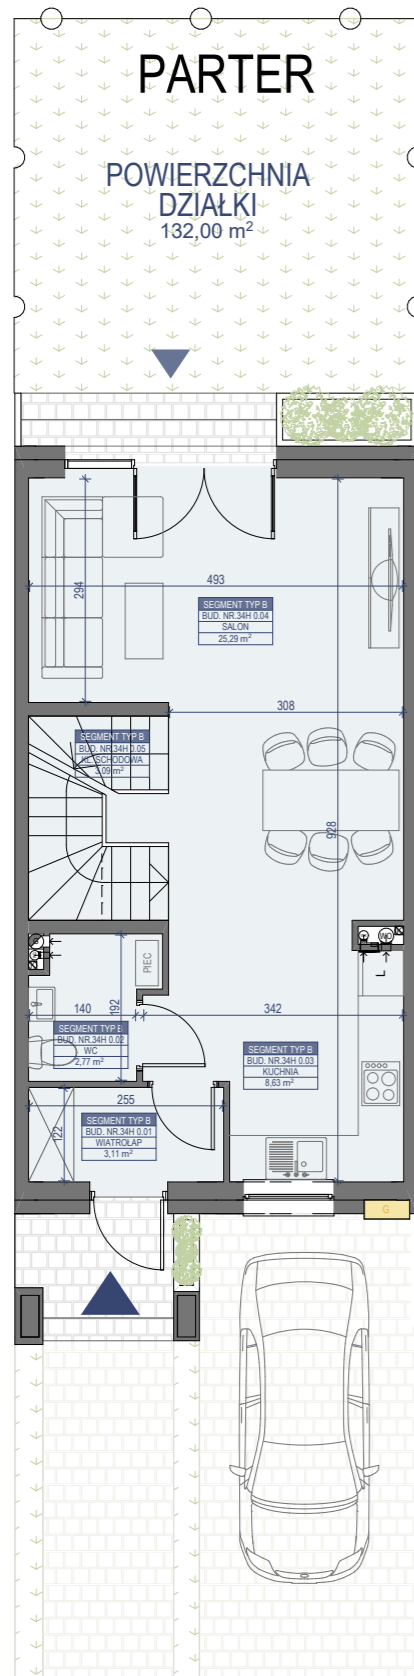 PARTER
POWIERZCHNIA
DZIAŁKI
132,00 m²
493
294
SEGMENT TYP B
BUD. NR.34H 0.04
SALON
25,29 m²
308
SEGMENT TYP B
BUD. NR.34H 0.05
KL. SCHODOWA
3,09 m²
928
PIEC
L
140
192
342
SEGMENT TYP B
BUD. NR.34H 0.02
WC
2,77 m²
SEGMENT TYP B
BUD. NR.34H 0.03
KUCHNIA
8,63 m²
255
122
SEGMENT TYP B
BUD. NR.34H 0.01
WIATROŁAP
3,11 m²
G